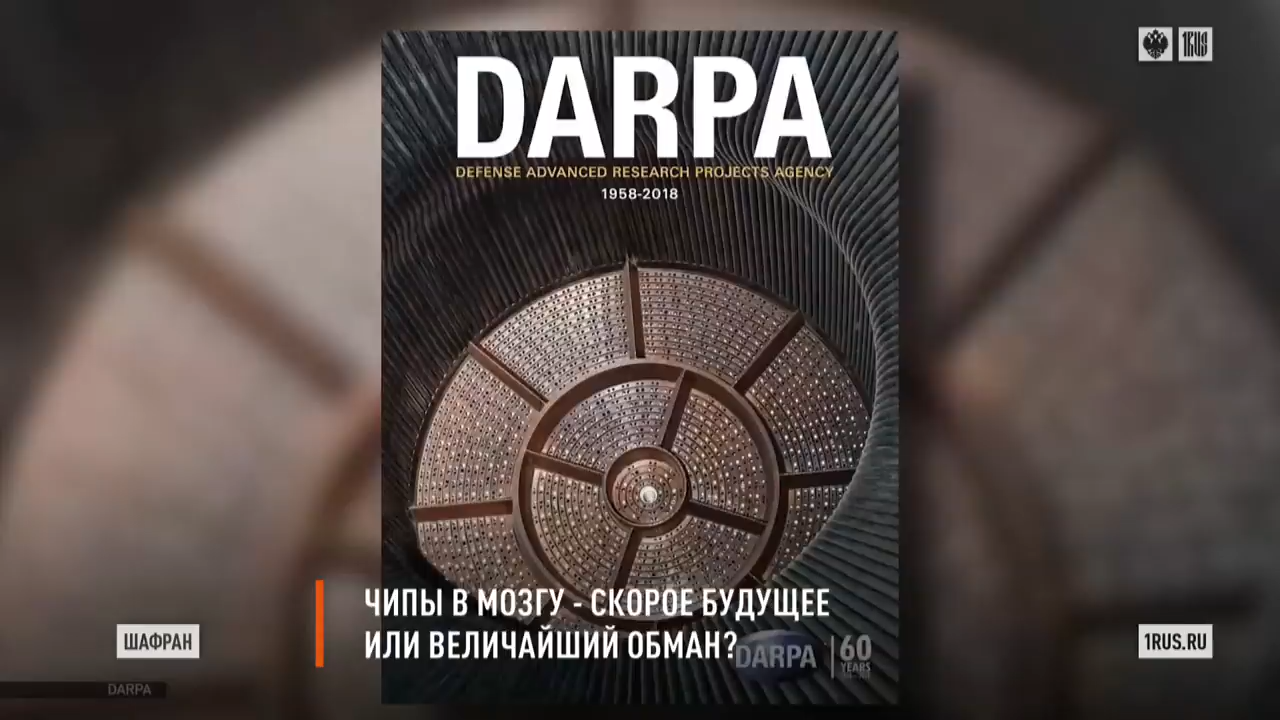 1RUS
DARPA
DEFENSE ADVANCED RESEARCH PROJECTS AGENCY
1958-2018
ЧИПЫ В МОЗГУ - СКОРОЕ БУДУЩЕЕ
ИЛИ ВЕЛИЧАЙШИЙ ОБМАН?
DARPA
60
YEARS
ШАФРАН
1RUS.RU
DARPA